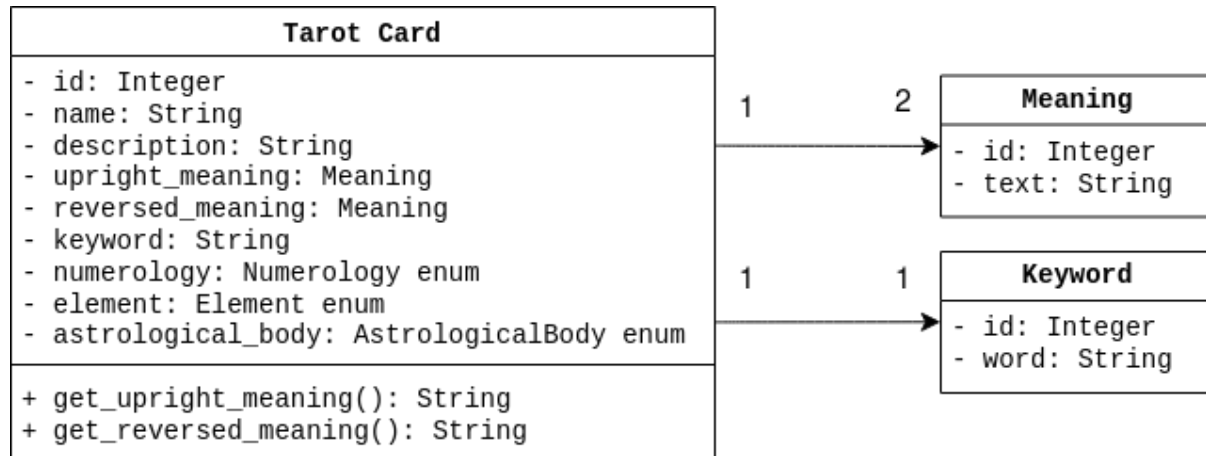 Tarot Card
- id: Integer
- name: String
- description: String
- upright_meaning: Meaning
- reversed_meaning: Meaning
- keyword: String
- numerology: Numerology enum
- element: Element enum
- astrological_body: AstrologicalBody enum
+ get_upright_meaning(): String
+ get_reversed_meaning(): String
1 2
Meaning
- id: Integer
- text: String
1 1
Keyword
- id: Integer
- word: String